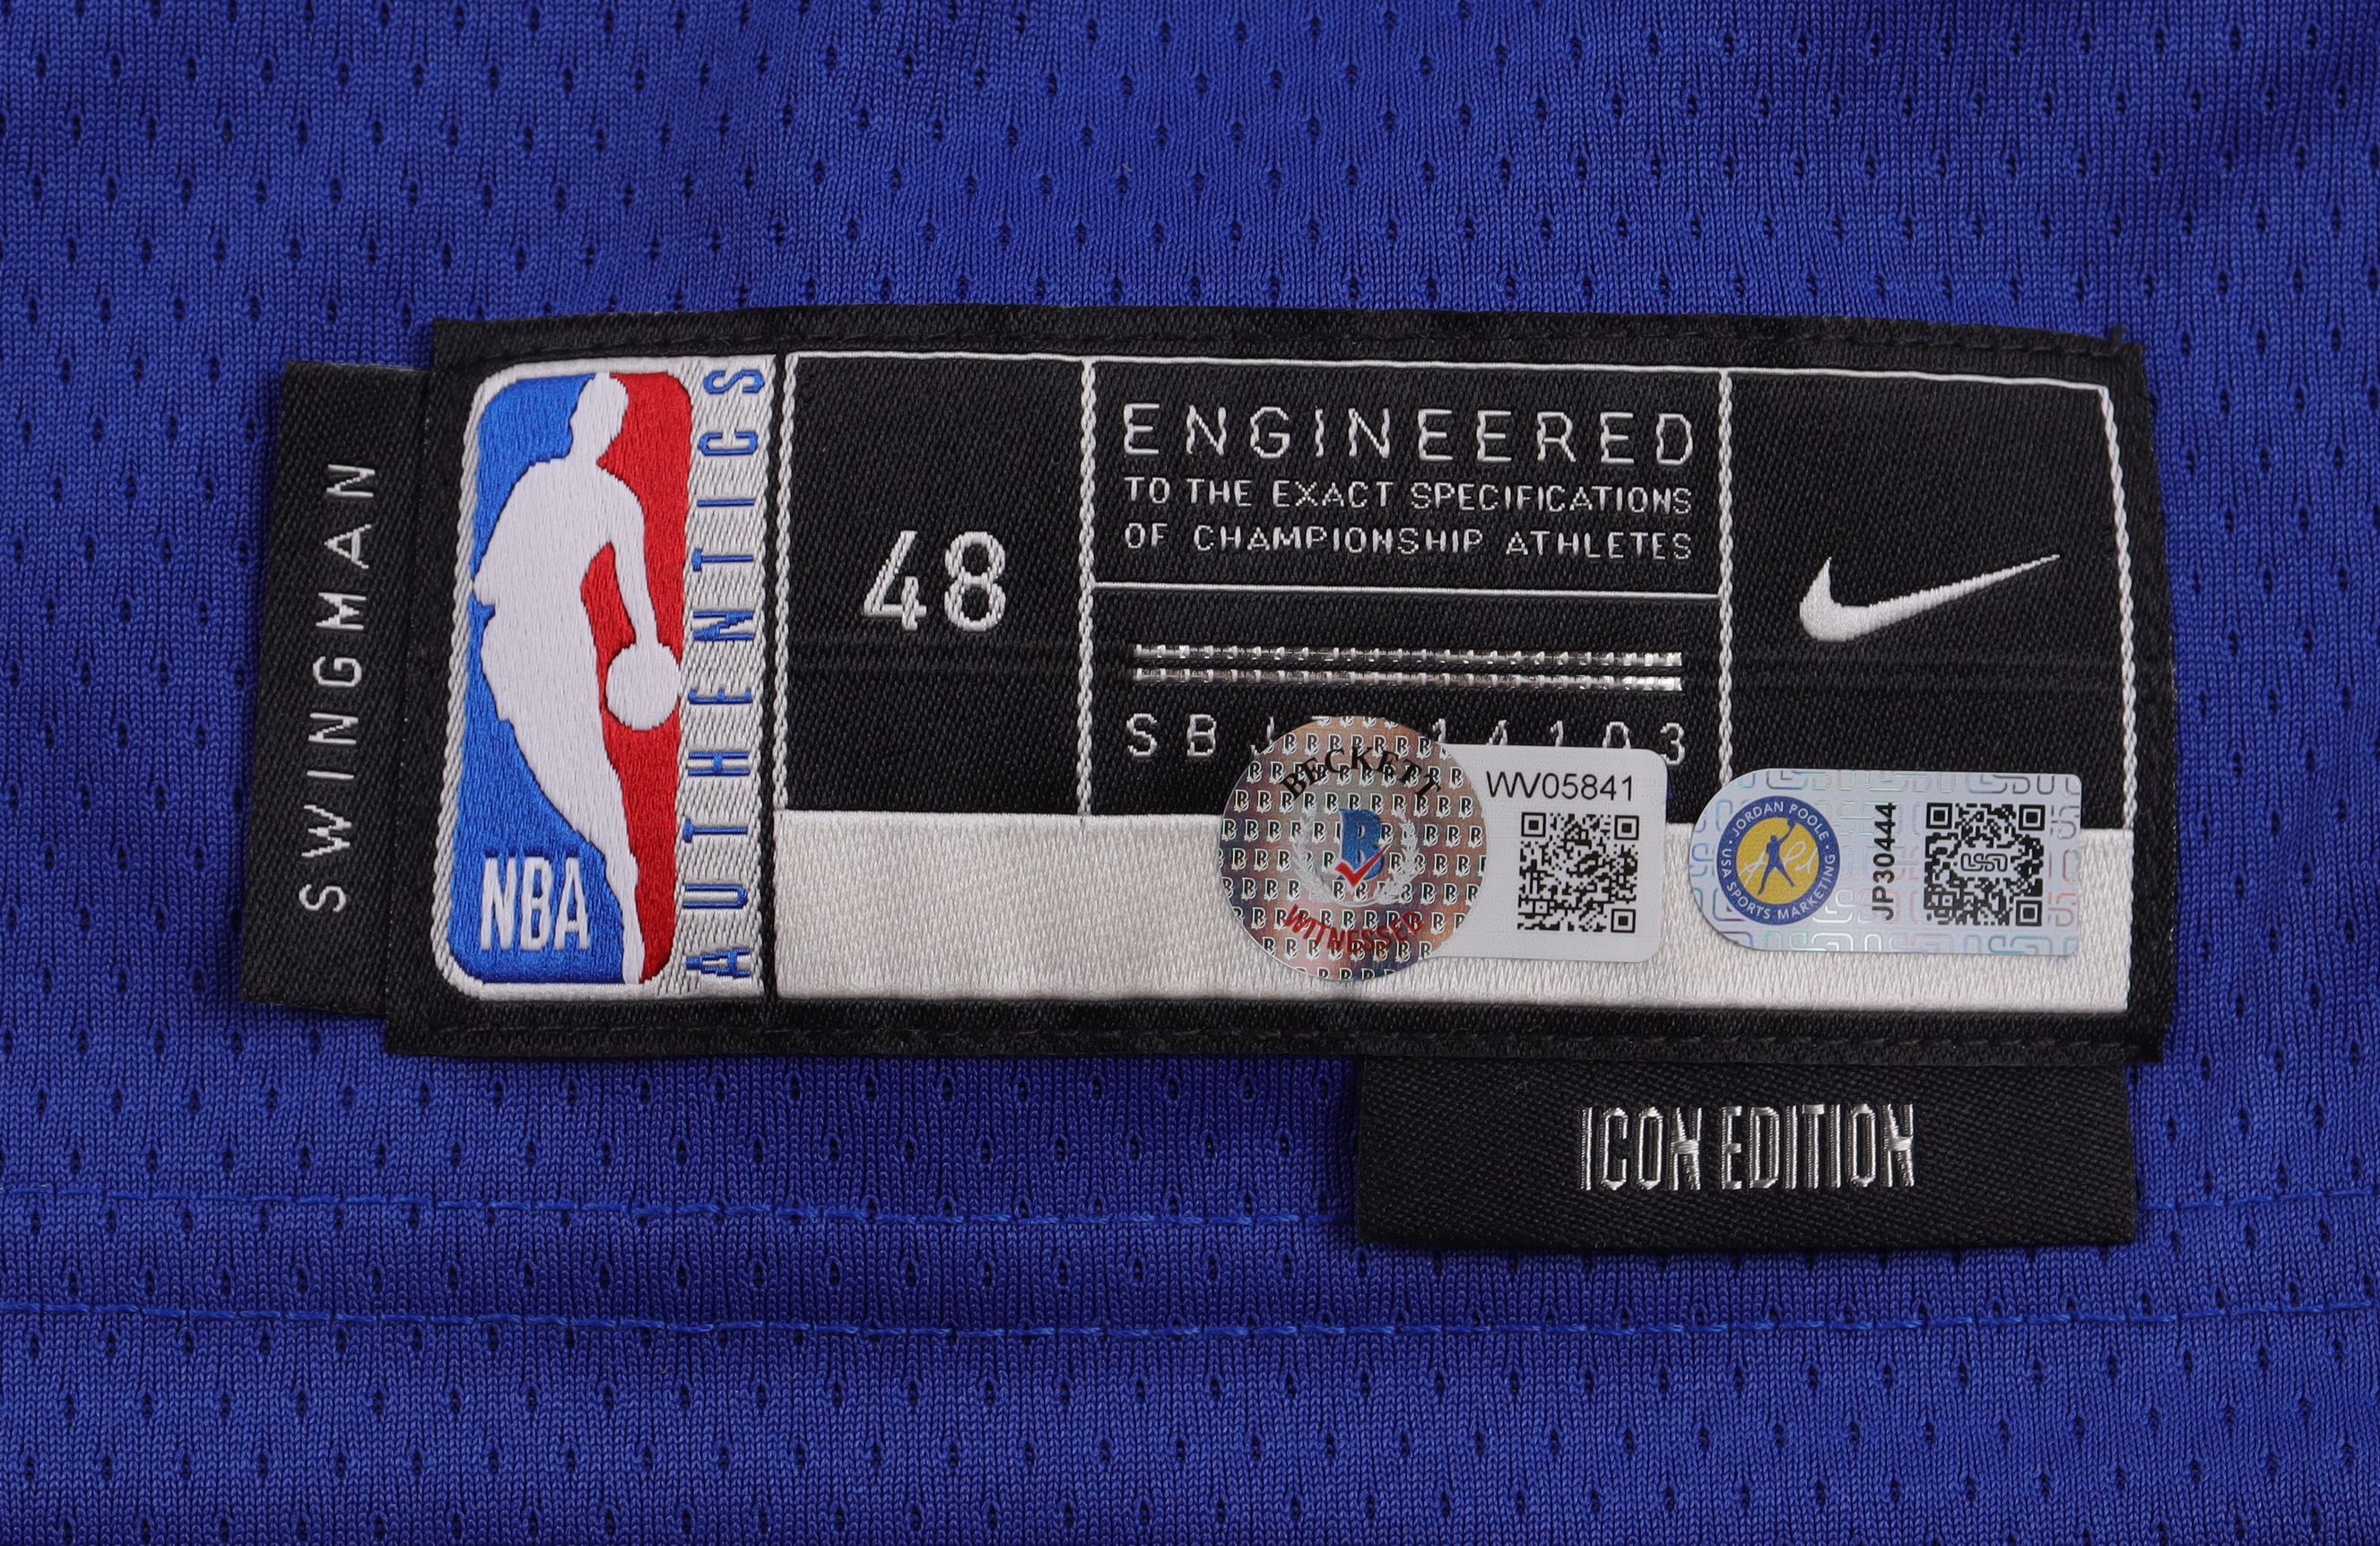 SWINGMAN
NBA
AUTHENTICS
48
ENGINEERED
TO THE EXACT SPECIFICATIONS
OF CHAMPIONSHIP ATHLETES
BECKETT
B
WITNESSED
WV05841
JORDAN POOLE
USA SPORTS MARKETING
JP30444
ICON EDITION